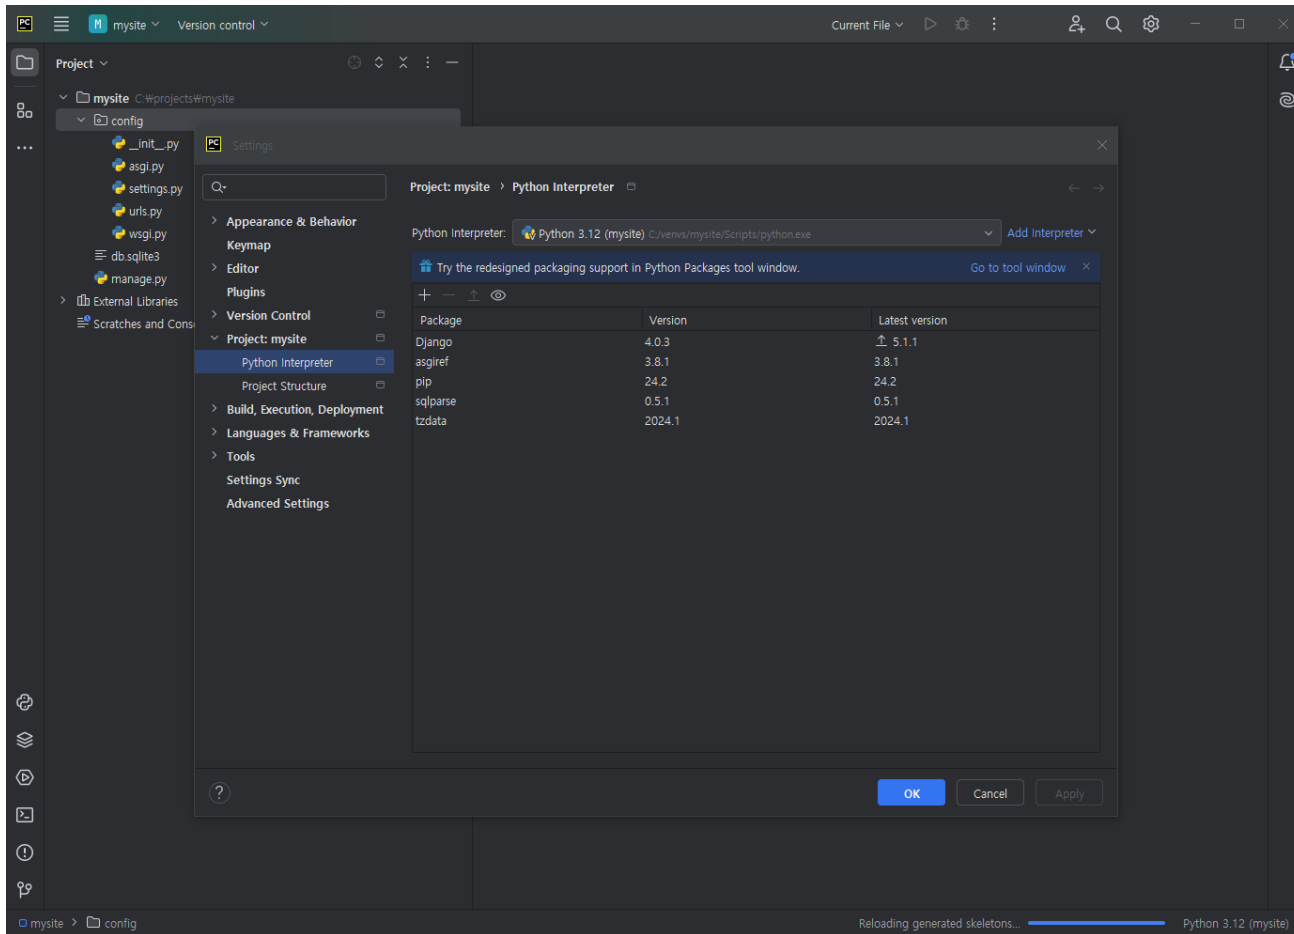 PC M mysite Version control Current File
Project
mysite C:₩projects₩mysite
config
__init__.py
asgi.py
settings.py
urls.py
wsgi.py
db.sqlite3
manage.py
External Libraries
Scratches and Cons
PC Settings
Appearance & Behavior
Keymap
Editor
Plugins
Version Control
Project: mysite
Python Interpreter
Project Structure
Build, Execution, Deployment
Languages & Frameworks
Tools
Settings Sync
Advanced Settings
Project: mysite › Python Interpreter
Python Interpreter: Python 3.12 (mysite) C:/venvs/mysite/Scripts/python.exe Add Interpreter
Try the redesigned packaging support in Python Packages tool window. Go to tool window
Package Version Latest version
Django 4.0.3 5.1.1
asgiref 3.8.1 3.8.1
pip 24.2 24.2
sqlparse 0.5.1 0.5.1
tzdata 2024.1 2024.1
? OK Cancel Apply
mysite > config Reloading generated skeletons... Python 3.12 (mysite)